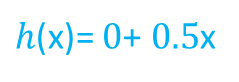 h(x)= 0+ 0.5x